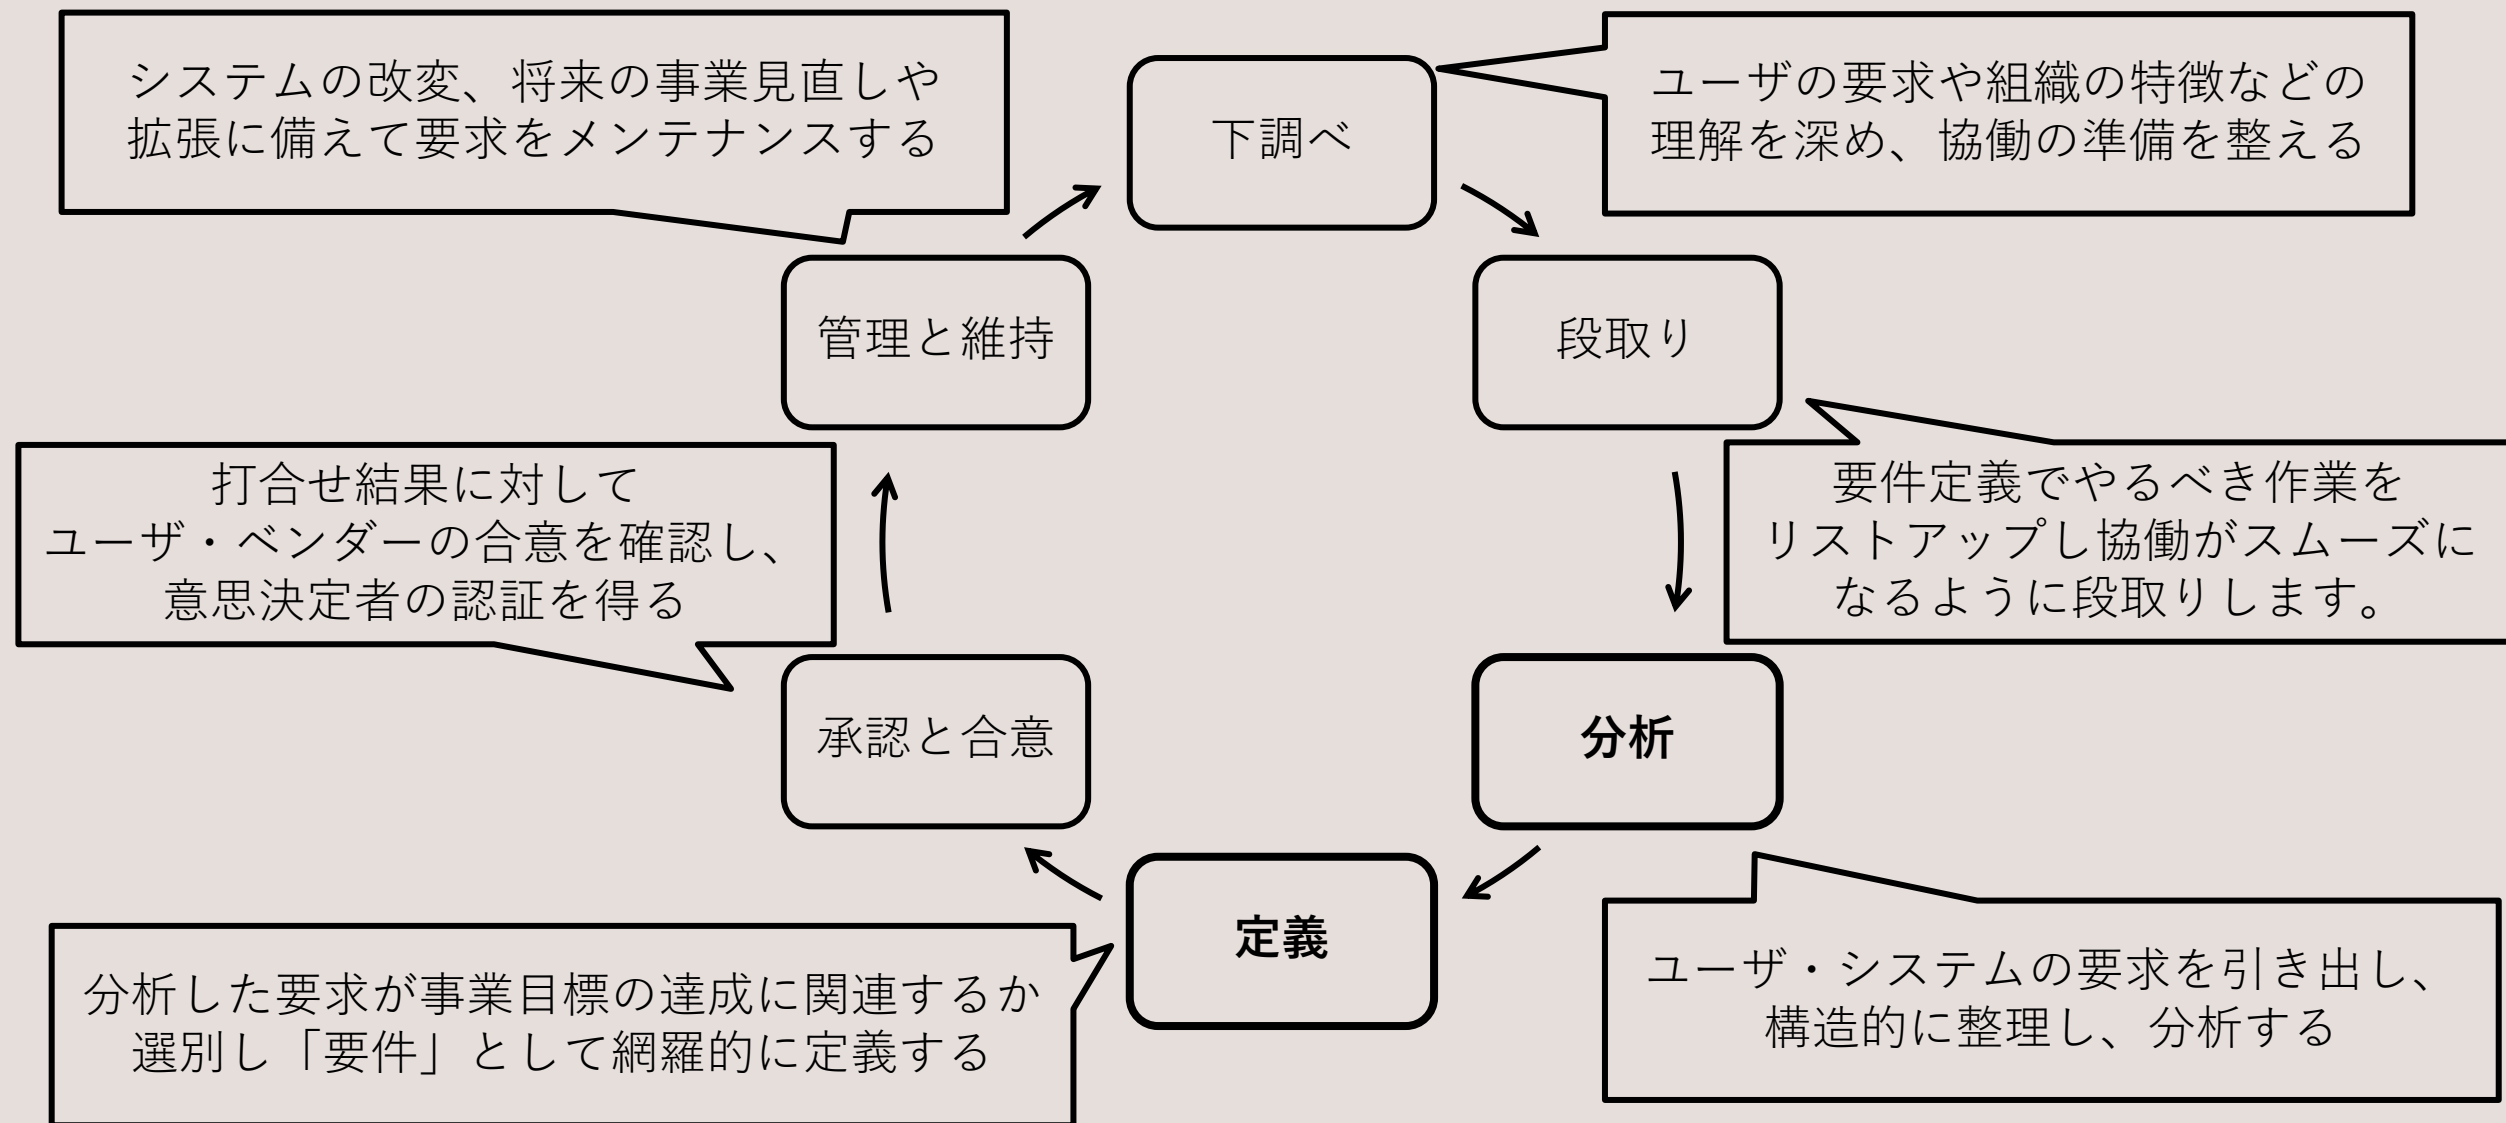 システムの改変、将来の事業見直しや
拡張に備えて要求をメンテナンスする
下調べ
ユーザの要求や組織の特徴などの
理解を深め、協働の準備を整える
管理と維持
段取り
打合せ結果に対して
ユーザ・ベンダーの合意を確認し、
意思決定者の認証を得る
要件定義でやるべき作業を
リストアップし協働がスムーズに
なるように段取りします。
承認と合意
分析
定義
分析した要求が事業目標の達成に関連するか
選別し「要件」として網羅的に定義する
ユーザ・システムの要求を引き出し、
構造的に整理し、分析する